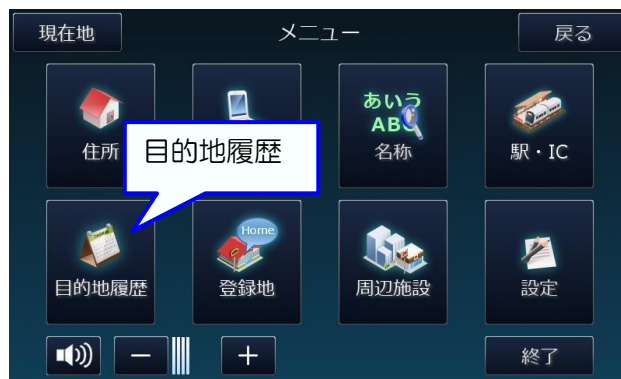 現在地
メニュー
戻る
住所
あいう
ABC
名称
駅・IC
目的地履歴
目的地履歴
Home
登録地
周辺施設
設定
－
＋
終了